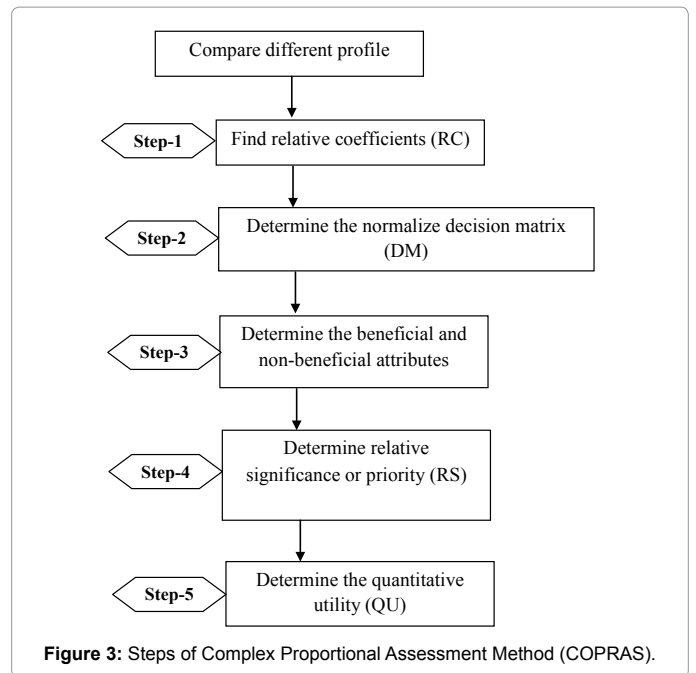 Compare different profile
Step-1
Find relative coefficients (RC)
Step-2
Determine the normalize decision matrix
(DM)
Step-3
Determine the beneficial and
non-beneficial attributes
Step-4
Determine relative
significance or priority (RS)
Step-5
Determine the quantitative
utility (QU)
Figure 3: Steps of Complex Proportional Assessment Method (COPRAS).